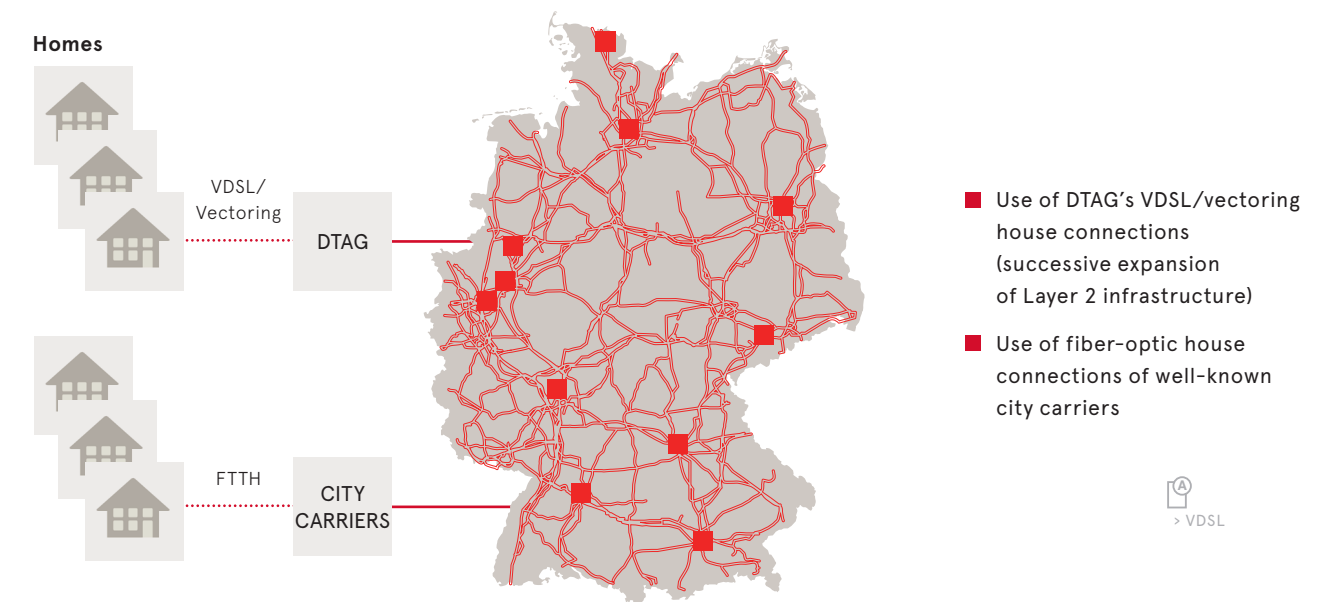 Homes
VDSL/
Vectoring
DTAG
FTTH
CITY
CARRIERS
Use of DTAG’s VDSL/vectoring
house connections
(successive expansion
of Layer 2 infrastructure)
Use of fiber-optic house
connections of well-known
city carriers
A
> VDSL